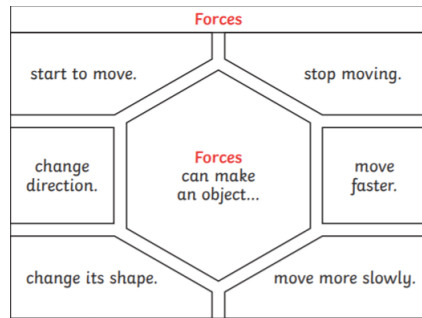 Forces
start to move.
stop moving.
Forces
can make
an object...
change
direction.
move
faster.
change its shape.
move more slowly.